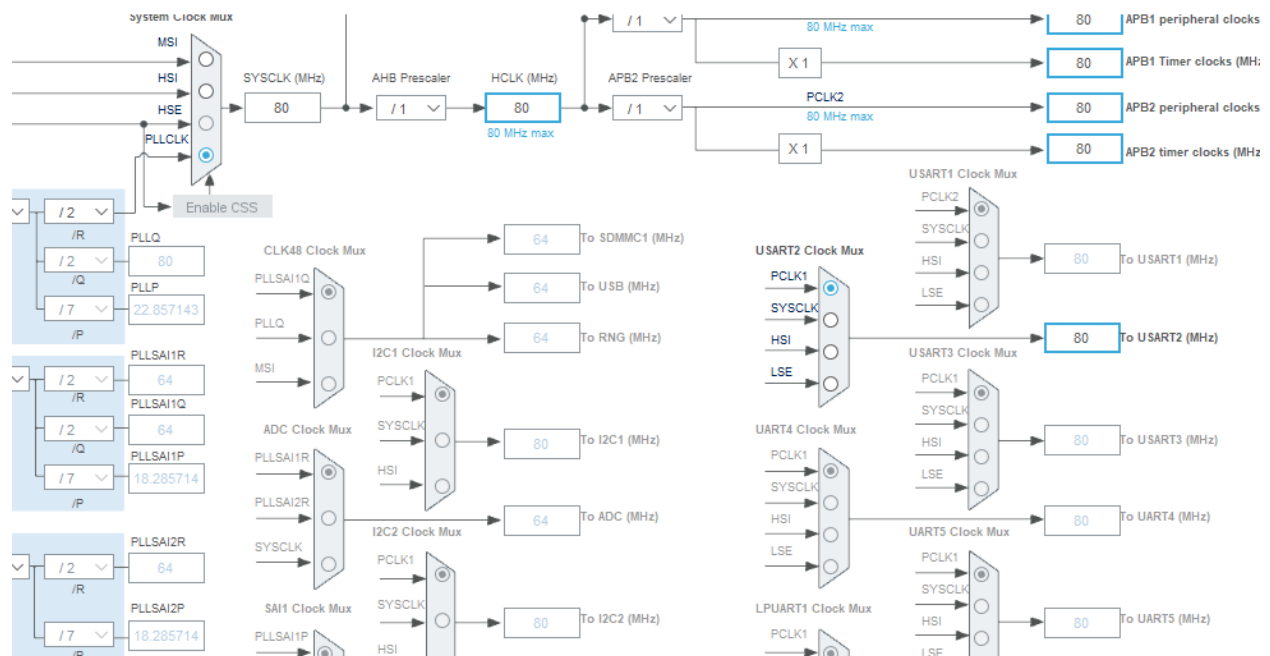 System Clock Mux
MSI
HSI
HSE
PLLCLK
Enable CSS
SYSCLK (MHz)
80
AHB Prescaler
/ 1
HCLK (MHz)
80
80 MHz max
/ 1
80 MHz max
80
APB1 peripheral clocks
X 1
80
APB1 Timer clocks (MHz
APB2 Prescaler
/ 1
PCLK2
80 MHz max
80
APB2 peripheral clocks
X 1
80
APB2 timer clocks (MHz
/ 2
/R
PLLQ
/ 2
80
/Q
PLLP
/ 7
22.857143
/P
PLLSAI1R
/ 2
64
/R
PLLSAI1Q
/ 2
64
/Q
PLLSAI1P
/ 7
18.285714
/P
PLLSAI2R
/ 2
64
/R
PLLSAI2P
/ 7
18.285714
/P
CLK48 Clock Mux
PLLSAI1Q
PLLQ
MSI
64
To SDMMC1 (MHz)
64
To USB (MHz)
64
To RNG (MHz)
I2C1 Clock Mux
PCLK1
SYSCLK
HSI
80
To I2C1 (MHz)
ADC Clock Mux
PLLSAI1R
PLLSAI2R
SYSCLK
64
To ADC (MHz)
I2C2 Clock Mux
PCLK1
SYSCLK
HSI
80
To I2C2 (MHz)
SAI1 Clock Mux
PLLSAI1P
USART1 Clock Mux
PCLK2
SYSCLK
HSI
LSE
80
To USART1 (MHz)
USART2 Clock Mux
PCLK1
SYSCLK
HSI
LSE
80
To USART2 (MHz)
USART3 Clock Mux
PCLK1
SYSCLK
HSI
LSE
80
To USART3 (MHz)
UART4 Clock Mux
PCLK1
SYSCLK
HSI
LSE
80
To UART4 (MHz)
UART5 Clock Mux
PCLK1
SYSCLK
HSI
LSE
80
To UART5 (MHz)
LPUART1 Clock Mux
PCLK1